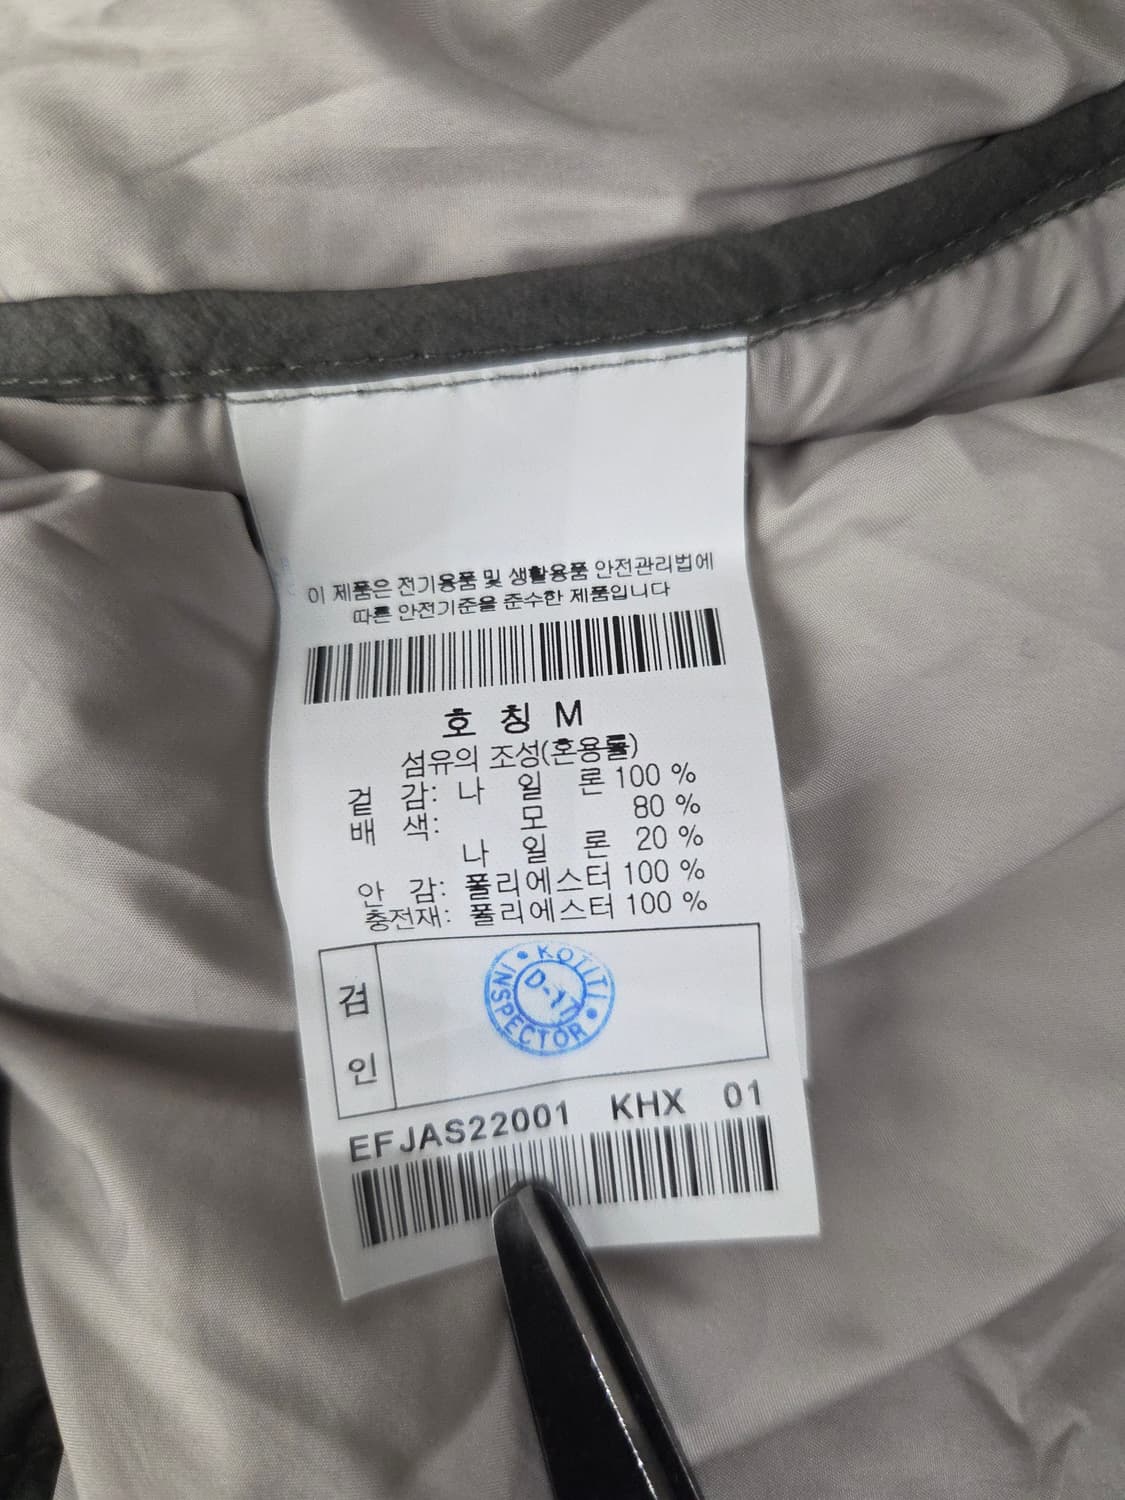 이 제품은 전기용품 및 생활용품 안전관리법에
따른 안전기준을 준수한 제품입니다
호 칭 M
섬유의 조성(혼용률)
겉 감: 나 일 론 100 %
배 색: 모 80 %
나 일 론 20 %
안 감: 폴리에스터 100 %
충전재: 폴리에스터 100 %
검 인
KOTITI INSPECTOR
D-17
EFJAS22001 KHX 01